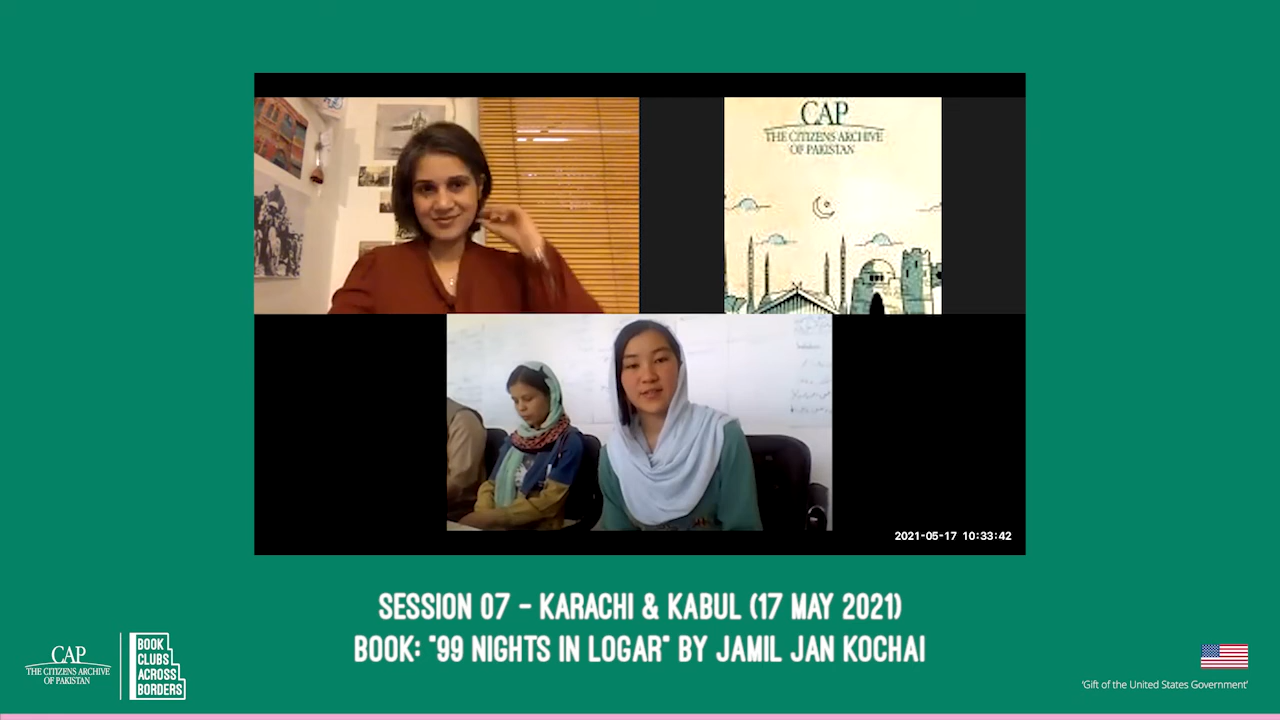 CAP
THE CITIZENS ARCHIVE
OF PAKISTAN
2021-05-17 10:33:42
SESSION 07 - KARACHI & KABUL (17 MAY 2021)
BOOK: "99 NIGHTS IN LOGAR" BY JAMIL JAN KOCHAI
CAP
THE CITIZENS ARCHIVE
OF PAKISTAN
BOOK
CLUBS
ACROSS
BORDERS
'Gift of the United States Government'